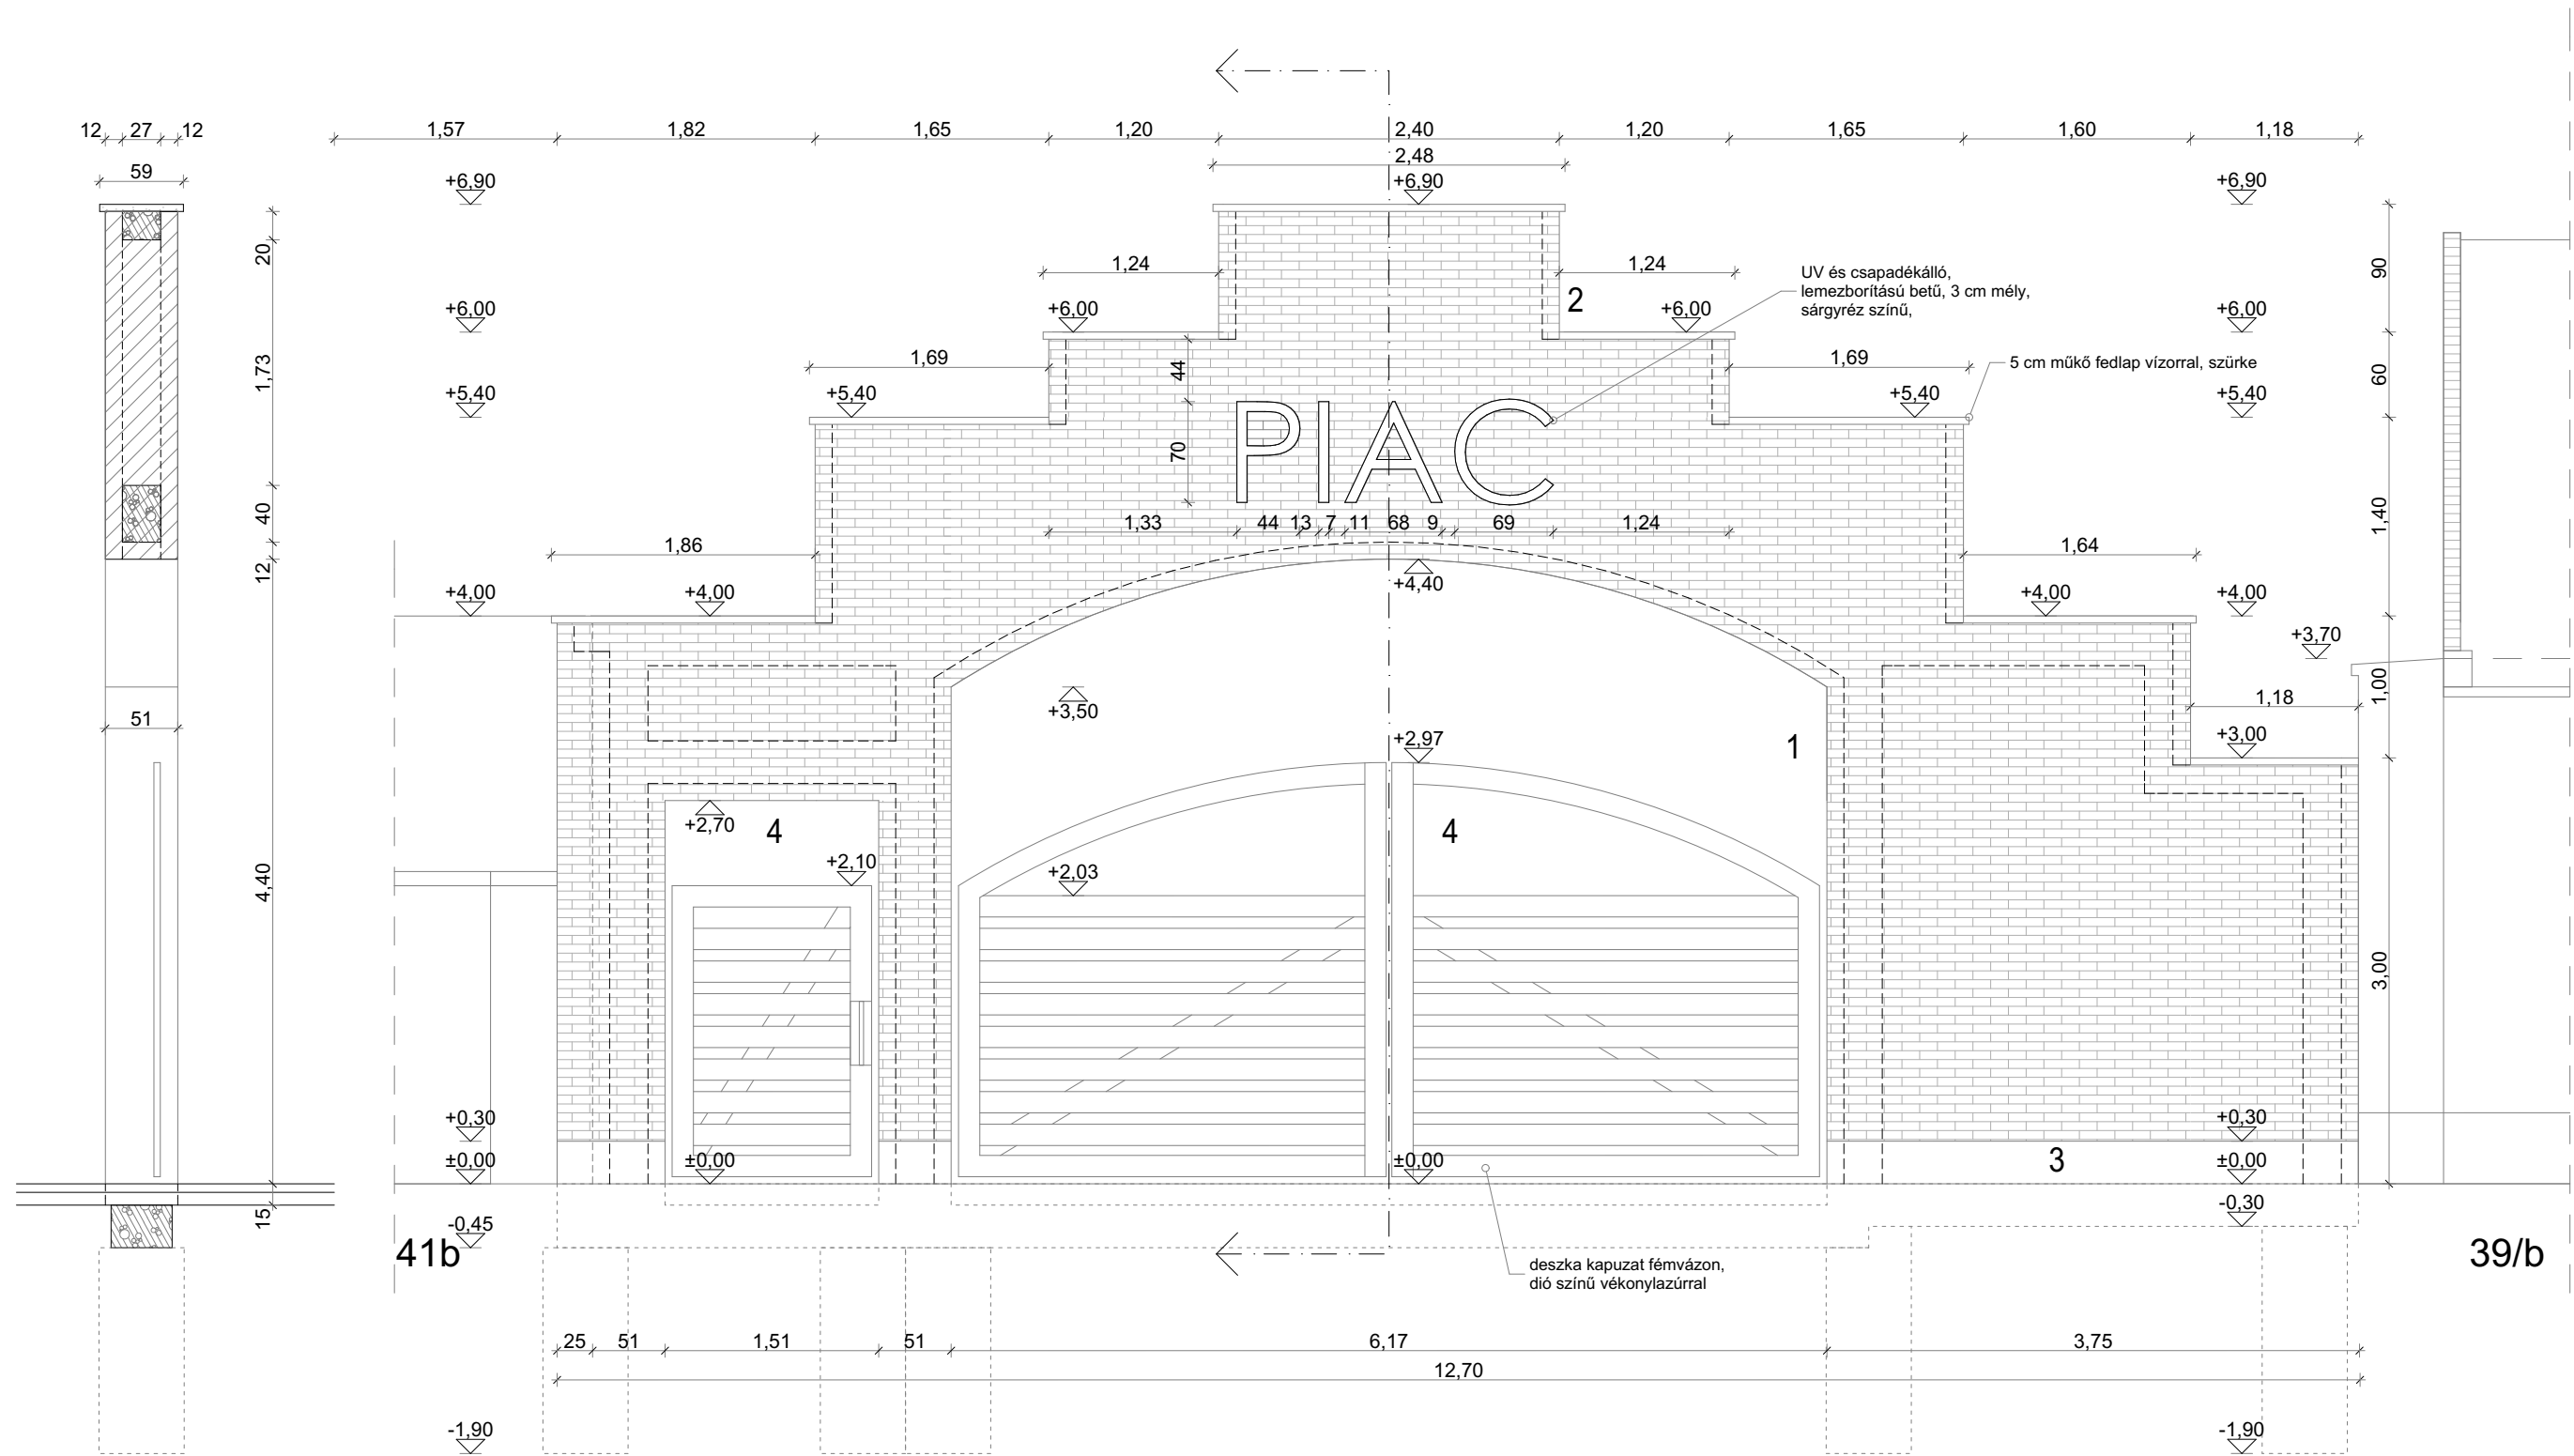 1,57 1,82 1,65 1,20 2,40 1,20 1,65 1,60 1,18
12 27 12
2,48
59
+6,90 +6,90 +6,90
1,24 1,24
20
90
UV és csapadékálló,
lemezborítású betű, 3 cm mély,
sárgyréz színű,
2
+6,00 +6,00 +6,00 +6,00
1,69 1,69
5 cm műkő fedlap vízorral, szürke
1,73
44
60
+5,40 +5,40 +5,40 +5,40
PIAC
70
40
1,33 44 13 7 11 68 9 69 1,24
1,40
1,86 1,64
12
+4,40
+4,00 +4,00 +4,00 +4,00
+3,70
1,00
1,18
+3,50
51
+2,97
1
+3,00
+2,70
4 4
+2,10
+2,03
4,40
3,00
+0,30 +0,30
±0,00 ±0,00 ±0,00 ±0,00
3
15
-0,45
-0,30
41b
39/b
deszka kapuzat fémvázon,
dió színű vékonylazúrral
25 51 1,51 51 6,17 3,75
12,70
-1,90 -1,90